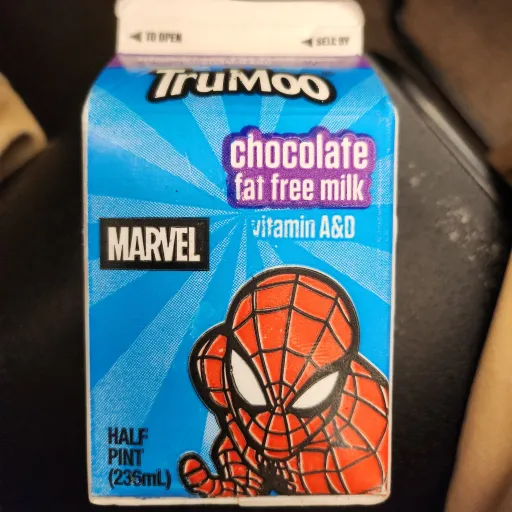 TO OPEN
SELL BY
TruMoo
chocolate
fat free milk
vitamin A&D
MARVEL
HALF
PINT
(236mL)